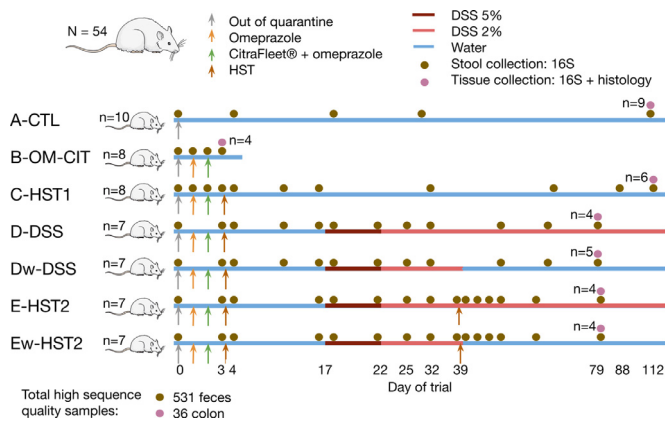 N = 54
Out of quarantine
Omeprazole
CitraFleet® + omeprazole
HST
DSS 5%
DSS 2%
Water
Stool collection: 16S
Tissue collection: 16S + histology
A-CTL n=10 n=9
B-OM-CIT n=8 n=4
C-HST1 n=8 n=6
D-DSS n=7 n=4
Dw-DSS n=7 n=5
E-HST2 n=7 n=4
Ew-HST2 n=7 n=4
0 3 4 17 22 25 32 39 79 88 112
Day of trial
Total high sequence
quality samples:
531 feces
36 colon